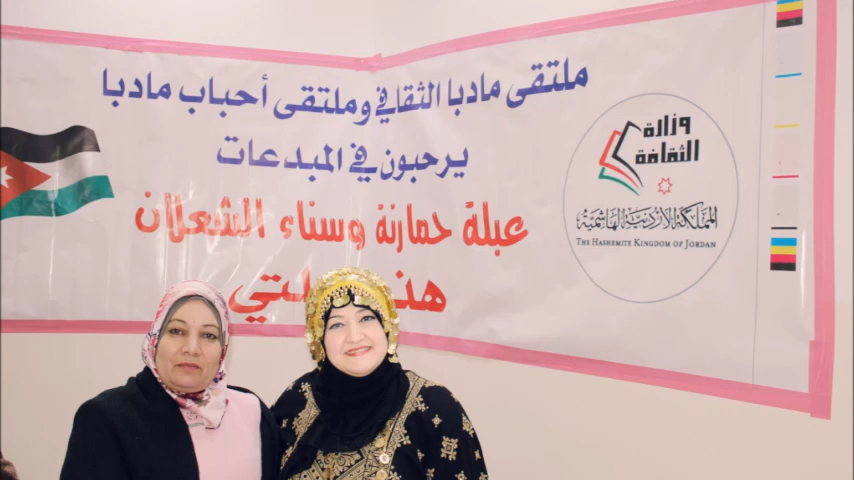 ملتقى مادبا الثقافي وملتقى أحباب مادبا
يرحبون في المبدعات
عبلة حمارنة وسناء الشعلان
وزارة
الثقافة
المملكة الأردنية الهاشمية
THE HASHEMITE KINGDOM OF JORDAN